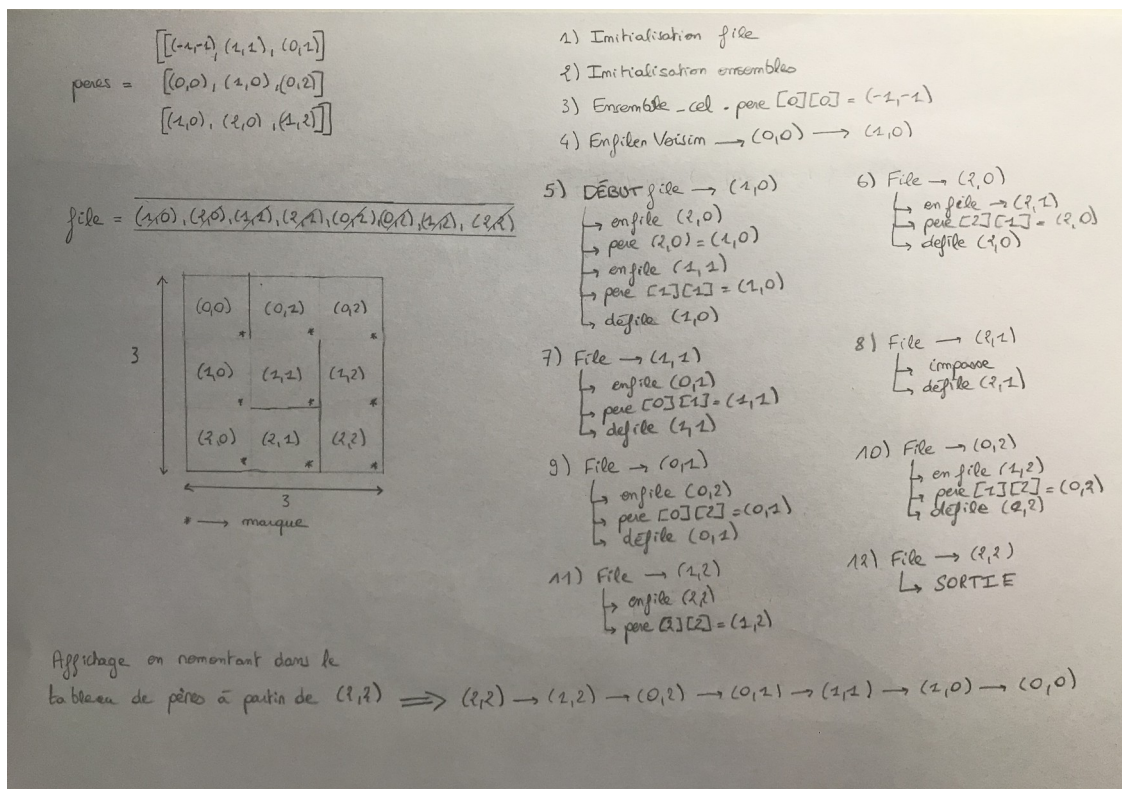 peres = [[(-1,-1), (1,1), (0,1)]
[(0,0), (1,0), (0,2)]
[(1,0), (2,0), (1,2)]]
file = (1,0), (2,0), (1,1), (2,1), (0,1), (0,2), (1,2), (2,2)
(0,0) (0,1) (0,2)
* * *
3
(1,0) (1,1) (1,2)
* * *
(2,0) (2,1) (2,2)
* * *
3
* → marque
1) Initialisation file
2) Initialisation ensembles
3) Ensemble_cel.pere [0][0] = (-1,-1)
4) Enfiler Voisin → (0,0) → (1,0)
5) DÉBUT file → (1,0)
↳ enfile (2,0)
↳ pere (2,0) = (1,0)
↳ enfile (1,1)
↳ pere [1][1] = (1,0)
↳ défile (1,0)
6) File → (2,0)
↳ enfile → (2,1)
↳ pere [2][1] = (2,0)
↳ defile (2,0)
7) File → (1,1)
↳ enfile (0,1)
↳ pere [0][1] = (1,1)
↳ defile (1,1)
8) File → (2,1)
↳ impasse
↳ défile (2,1)
9) File → (0,1)
↳ enfile (0,2)
↳ pere [0][2] = (0,1)
↳ défile (0,1)
10) File → (0,2)
↳ enfile (1,2)
↳ pere [1][2] = (0,2)
↳ défile (0,2)
11) File → (1,2)
↳ enfile (2,2)
↳ pere [2][2] = (1,2)
12) File → (2,2)
↳ SORTIE
Affichage en remontant dans le
tableau de pères à partir de (2,2) ⟹ (2,2) → (1,2) → (0,2) → (0,1) → (1,1) → (1,0) → (0,0)